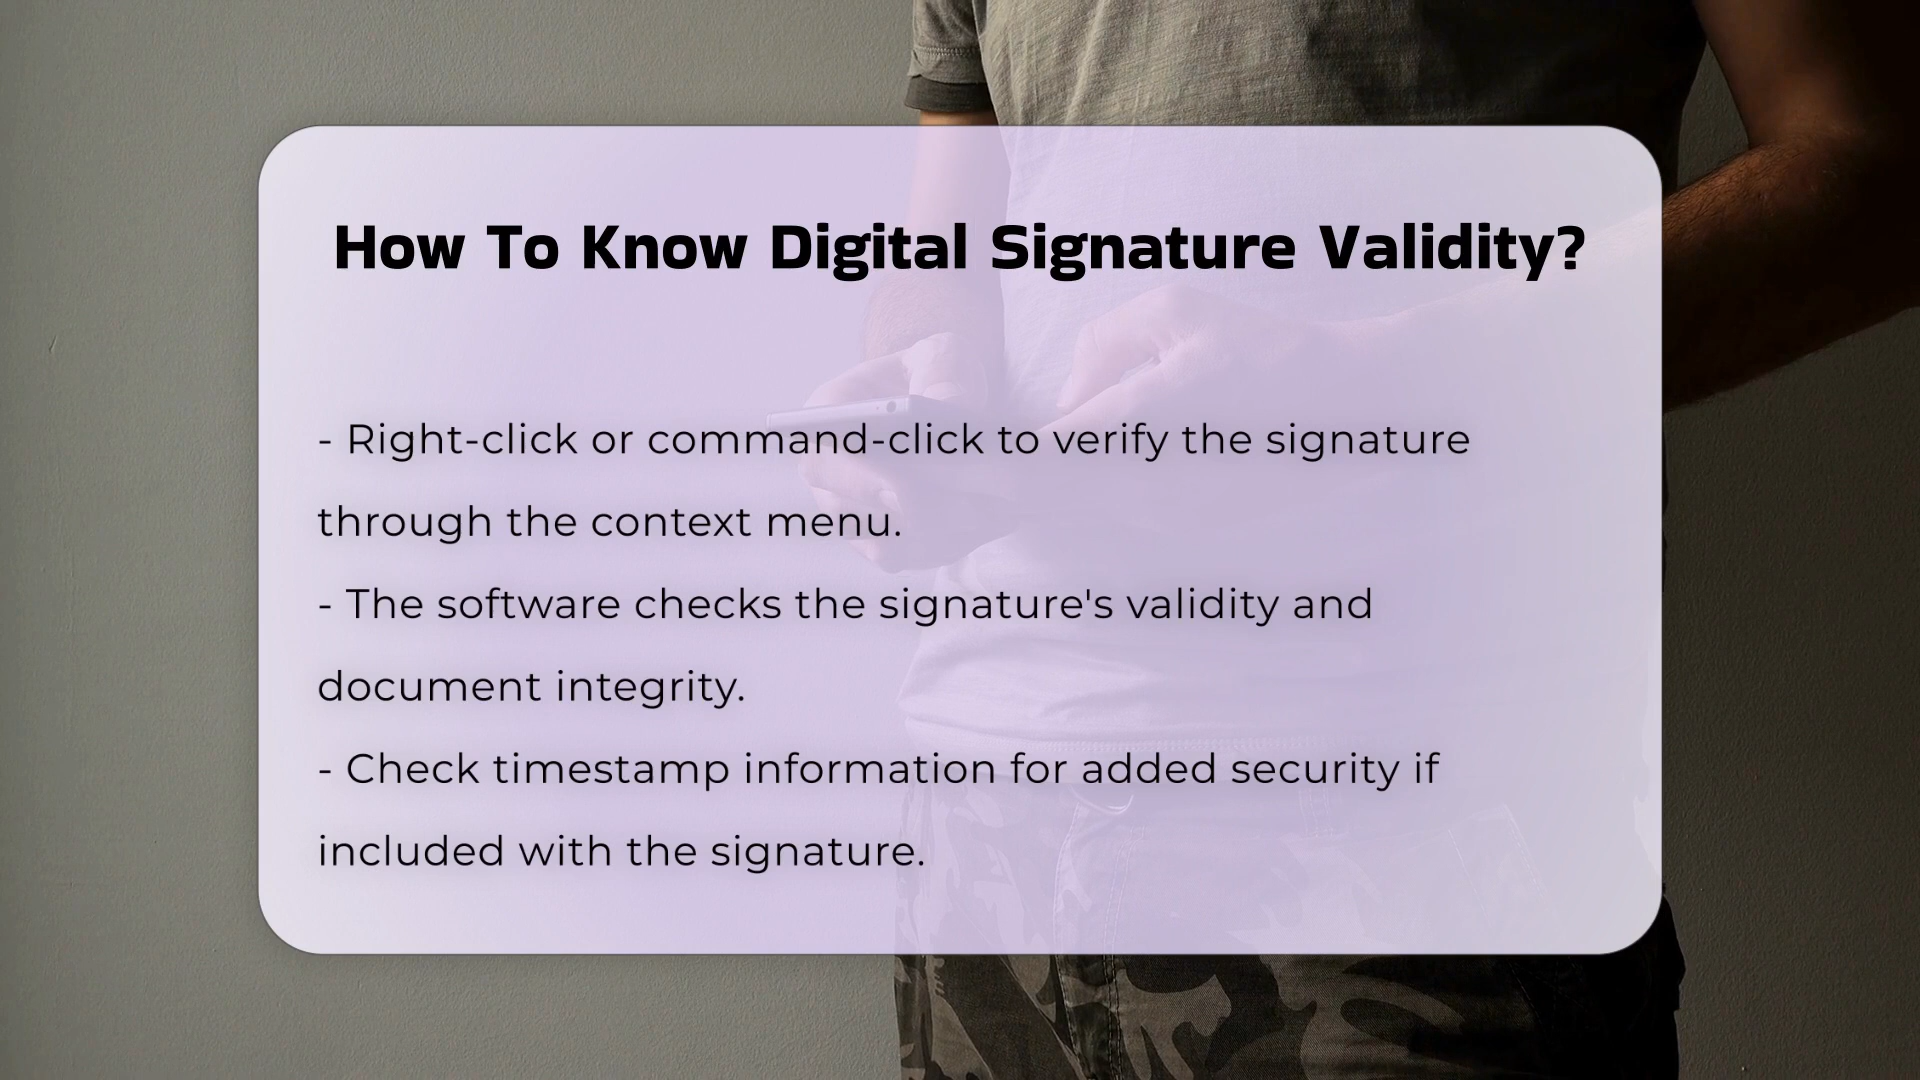 How To Know Digital Signature Validity?
- Right-click or command-click to verify the signature
through the context menu.
- The software checks the signature's validity and
document integrity.
- Check timestamp information for added security if
included with the signature.